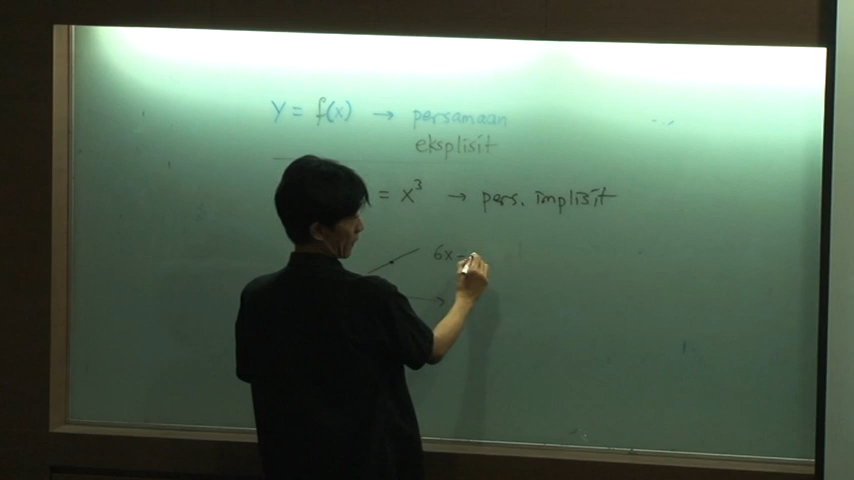 Y = f(x) → persamaan
eksplisit
= x³ → pers. implisit
6x -